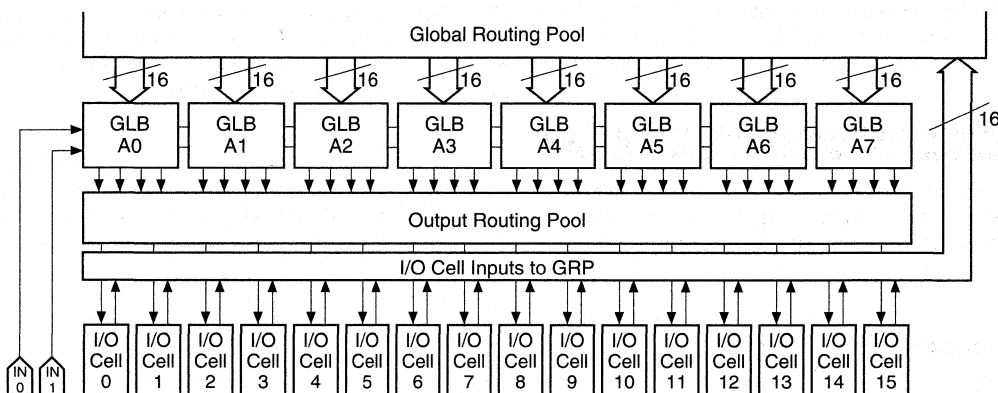 Global Routing Pool
16 16 16 16 16 16 16 16
16
GLB A0
GLB A1
GLB A2
GLB A3
GLB A4
GLB A5
GLB A6
GLB A7
Output Routing Pool
I/O Cell Inputs to GRP
IN 0
IN 1
I/O Cell 0
I/O Cell 1
I/O Cell 2
I/O Cell 3
I/O Cell 4
I/O Cell 5
I/O Cell 6
I/O Cell 7
I/O Cell 8
I/O Cell 9
I/O Cell 10
I/O Cell 11
I/O Cell 12
I/O Cell 13
I/O Cell 14
I/O Cell 15